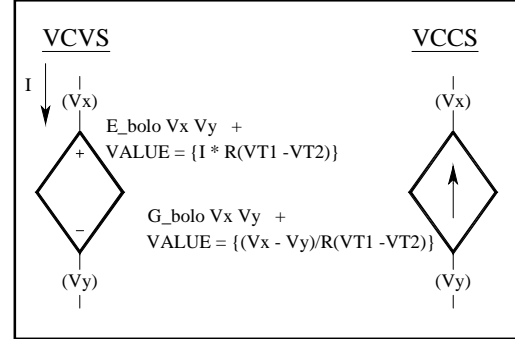 VCVS
VCCS
I
(Vx)
(Vx)
E_bolo Vx Vy +
+
VALUE = {I * R(VT1 -VT2)}
G_bolo Vx Vy +
−
VALUE = {(Vx - Vy)/R(VT1 -VT2)}
(Vy)
(Vy)